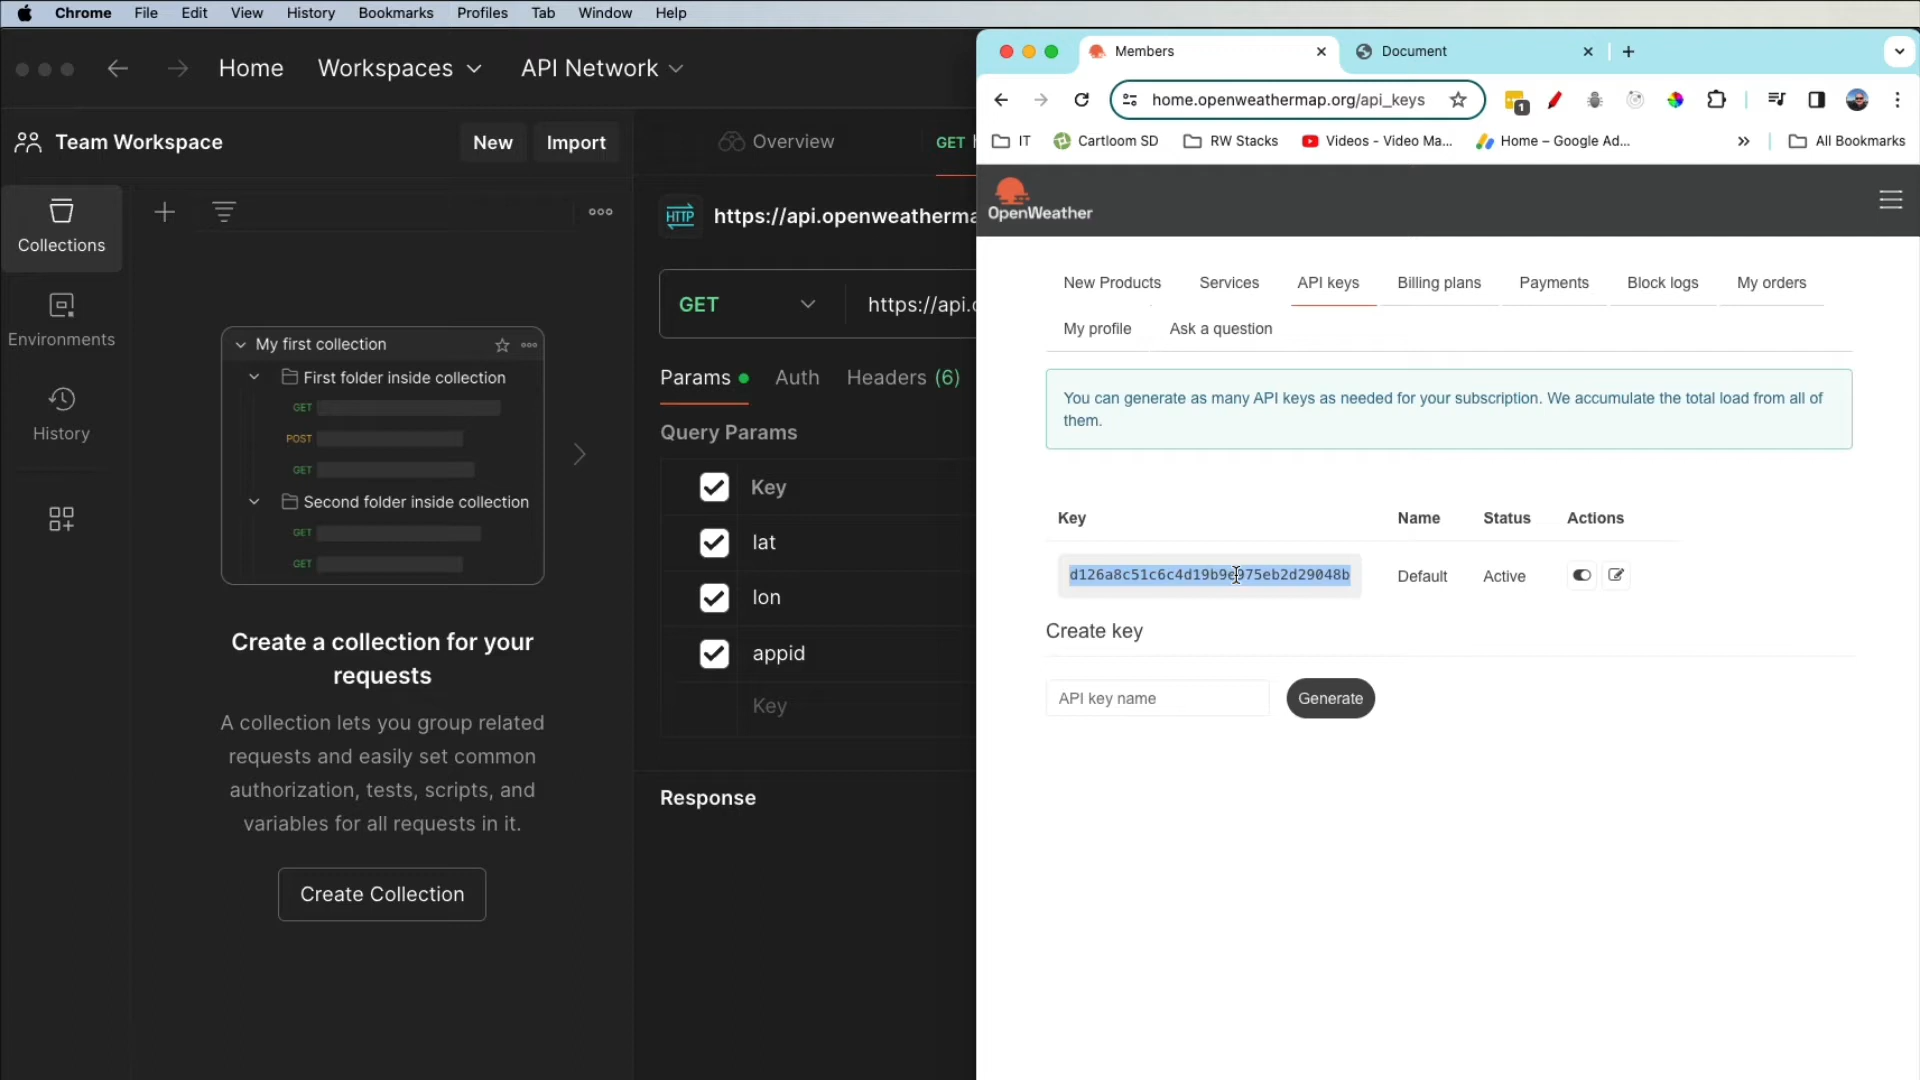 Chrome File Edit View History Bookmarks Profiles Tab Window Help
Home Workspaces API Network
Team Workspace New Import
Collections
Environments
History
My first collection
First folder inside collection
GET
POST
GET
Second folder inside collection
GET
GET
Create a collection for your
requests
A collection lets you group related
requests and easily set common
authorization, tests, scripts, and
variables for all requests in it.
Create Collection
Overview GET
HTTP https://api.openweatherma
GET https://api.
Params Auth Headers (6)
Query Params
Key
lat
lon
appid
Key
Response
Members Document
home.openweathermap.org/api_keys
1
IT Cartloom SD RW Stacks Videos - Video Ma... Home – Google Ad... All Bookmarks
OpenWeather
New Products Services API keys Billing plans Payments Block logs My orders
My profile Ask a question
You can generate as many API keys as needed for your subscription. We accumulate the total load from all of
them.
Key Name Status Actions
d126a8c51c6c4d19b9e975eb2d29048b Default Active
Create key
API key name Generate